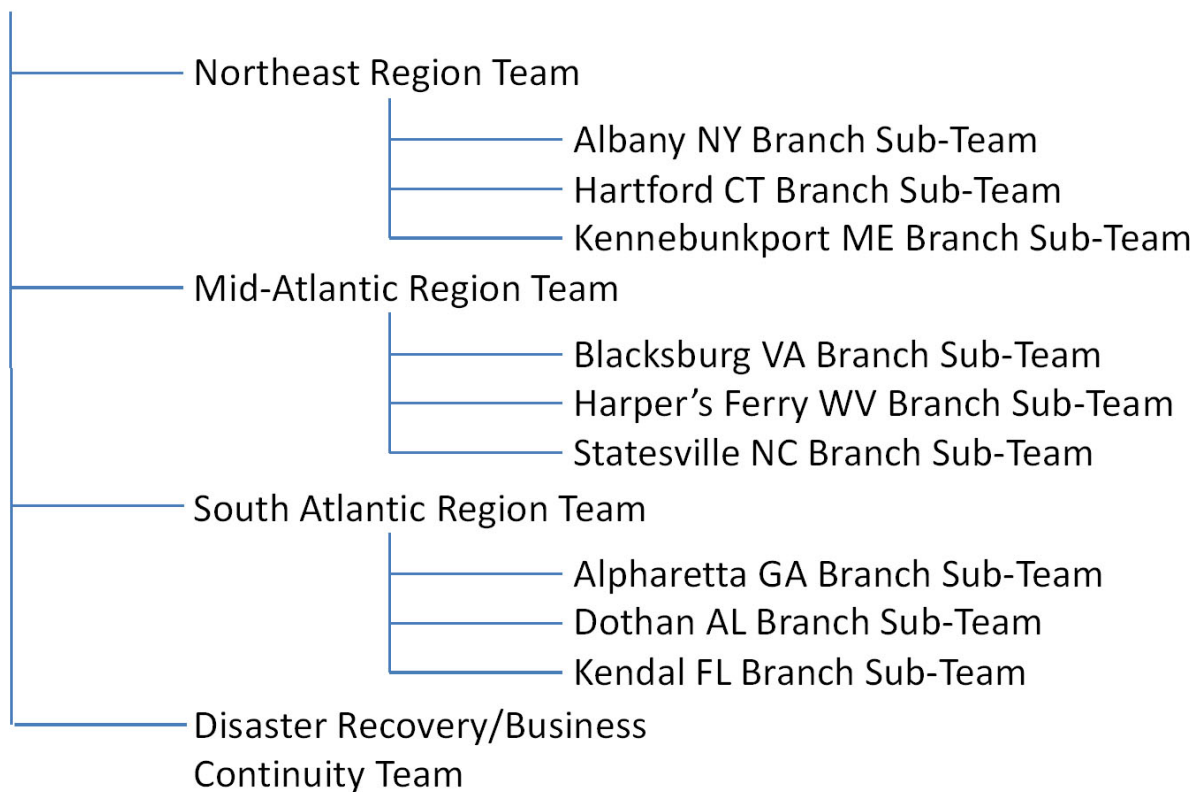 Northeast Region Team
Albany NY Branch Sub-Team
Hartford CT Branch Sub-Team
Kennebunkport ME Branch Sub-Team
Mid-Atlantic Region Team
Blacksburg VA Branch Sub-Team
Harper’s Ferry WV Branch Sub-Team
Statesville NC Branch Sub-Team
South Atlantic Region Team
Alpharetta GA Branch Sub-Team
Dothan AL Branch Sub-Team
Kendal FL Branch Sub-Team
Disaster Recovery/Business
Continuity Team